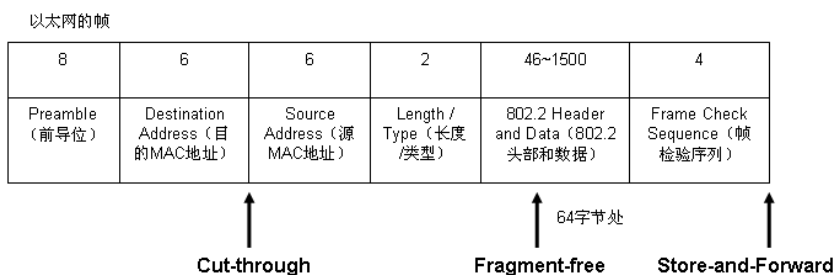 以太网的帧
8
6
6
2
46~1500
4
Preamble
（前导位）
Destination
Address（目
的MAC地址）
Source
Address（源
MAC地址）
Length /
Type（长度
/类型）
802.2 Header
and Data（802.2
头部和数据）
Frame Check
Sequence（帧
检验序列）
64字节处
Cut-through
Fragment-free
Store-and-Forward